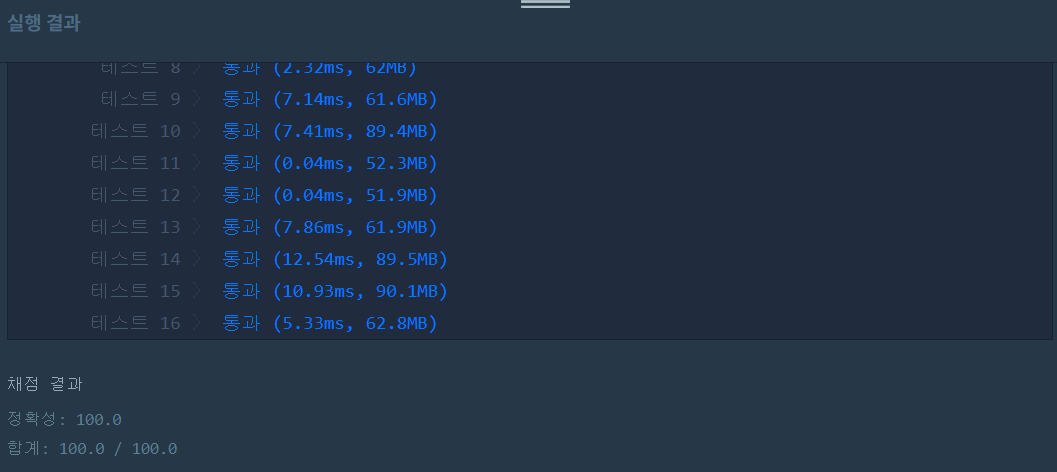 실행 결과
테스트 8 〉 통과 (2.32ms, 62MB)
테스트 9 〉 통과 (7.14ms, 61.6MB)
테스트 10 〉 통과 (7.41ms, 89.4MB)
테스트 11 〉 통과 (0.04ms, 52.3MB)
테스트 12 〉 통과 (0.04ms, 51.9MB)
테스트 13 〉 통과 (7.86ms, 61.9MB)
테스트 14 〉 통과 (12.54ms, 89.5MB)
테스트 15 〉 통과 (10.93ms, 90.1MB)
테스트 16 〉 통과 (5.33ms, 62.8MB)
채점 결과
정확성: 100.0
합계: 100.0 / 100.0